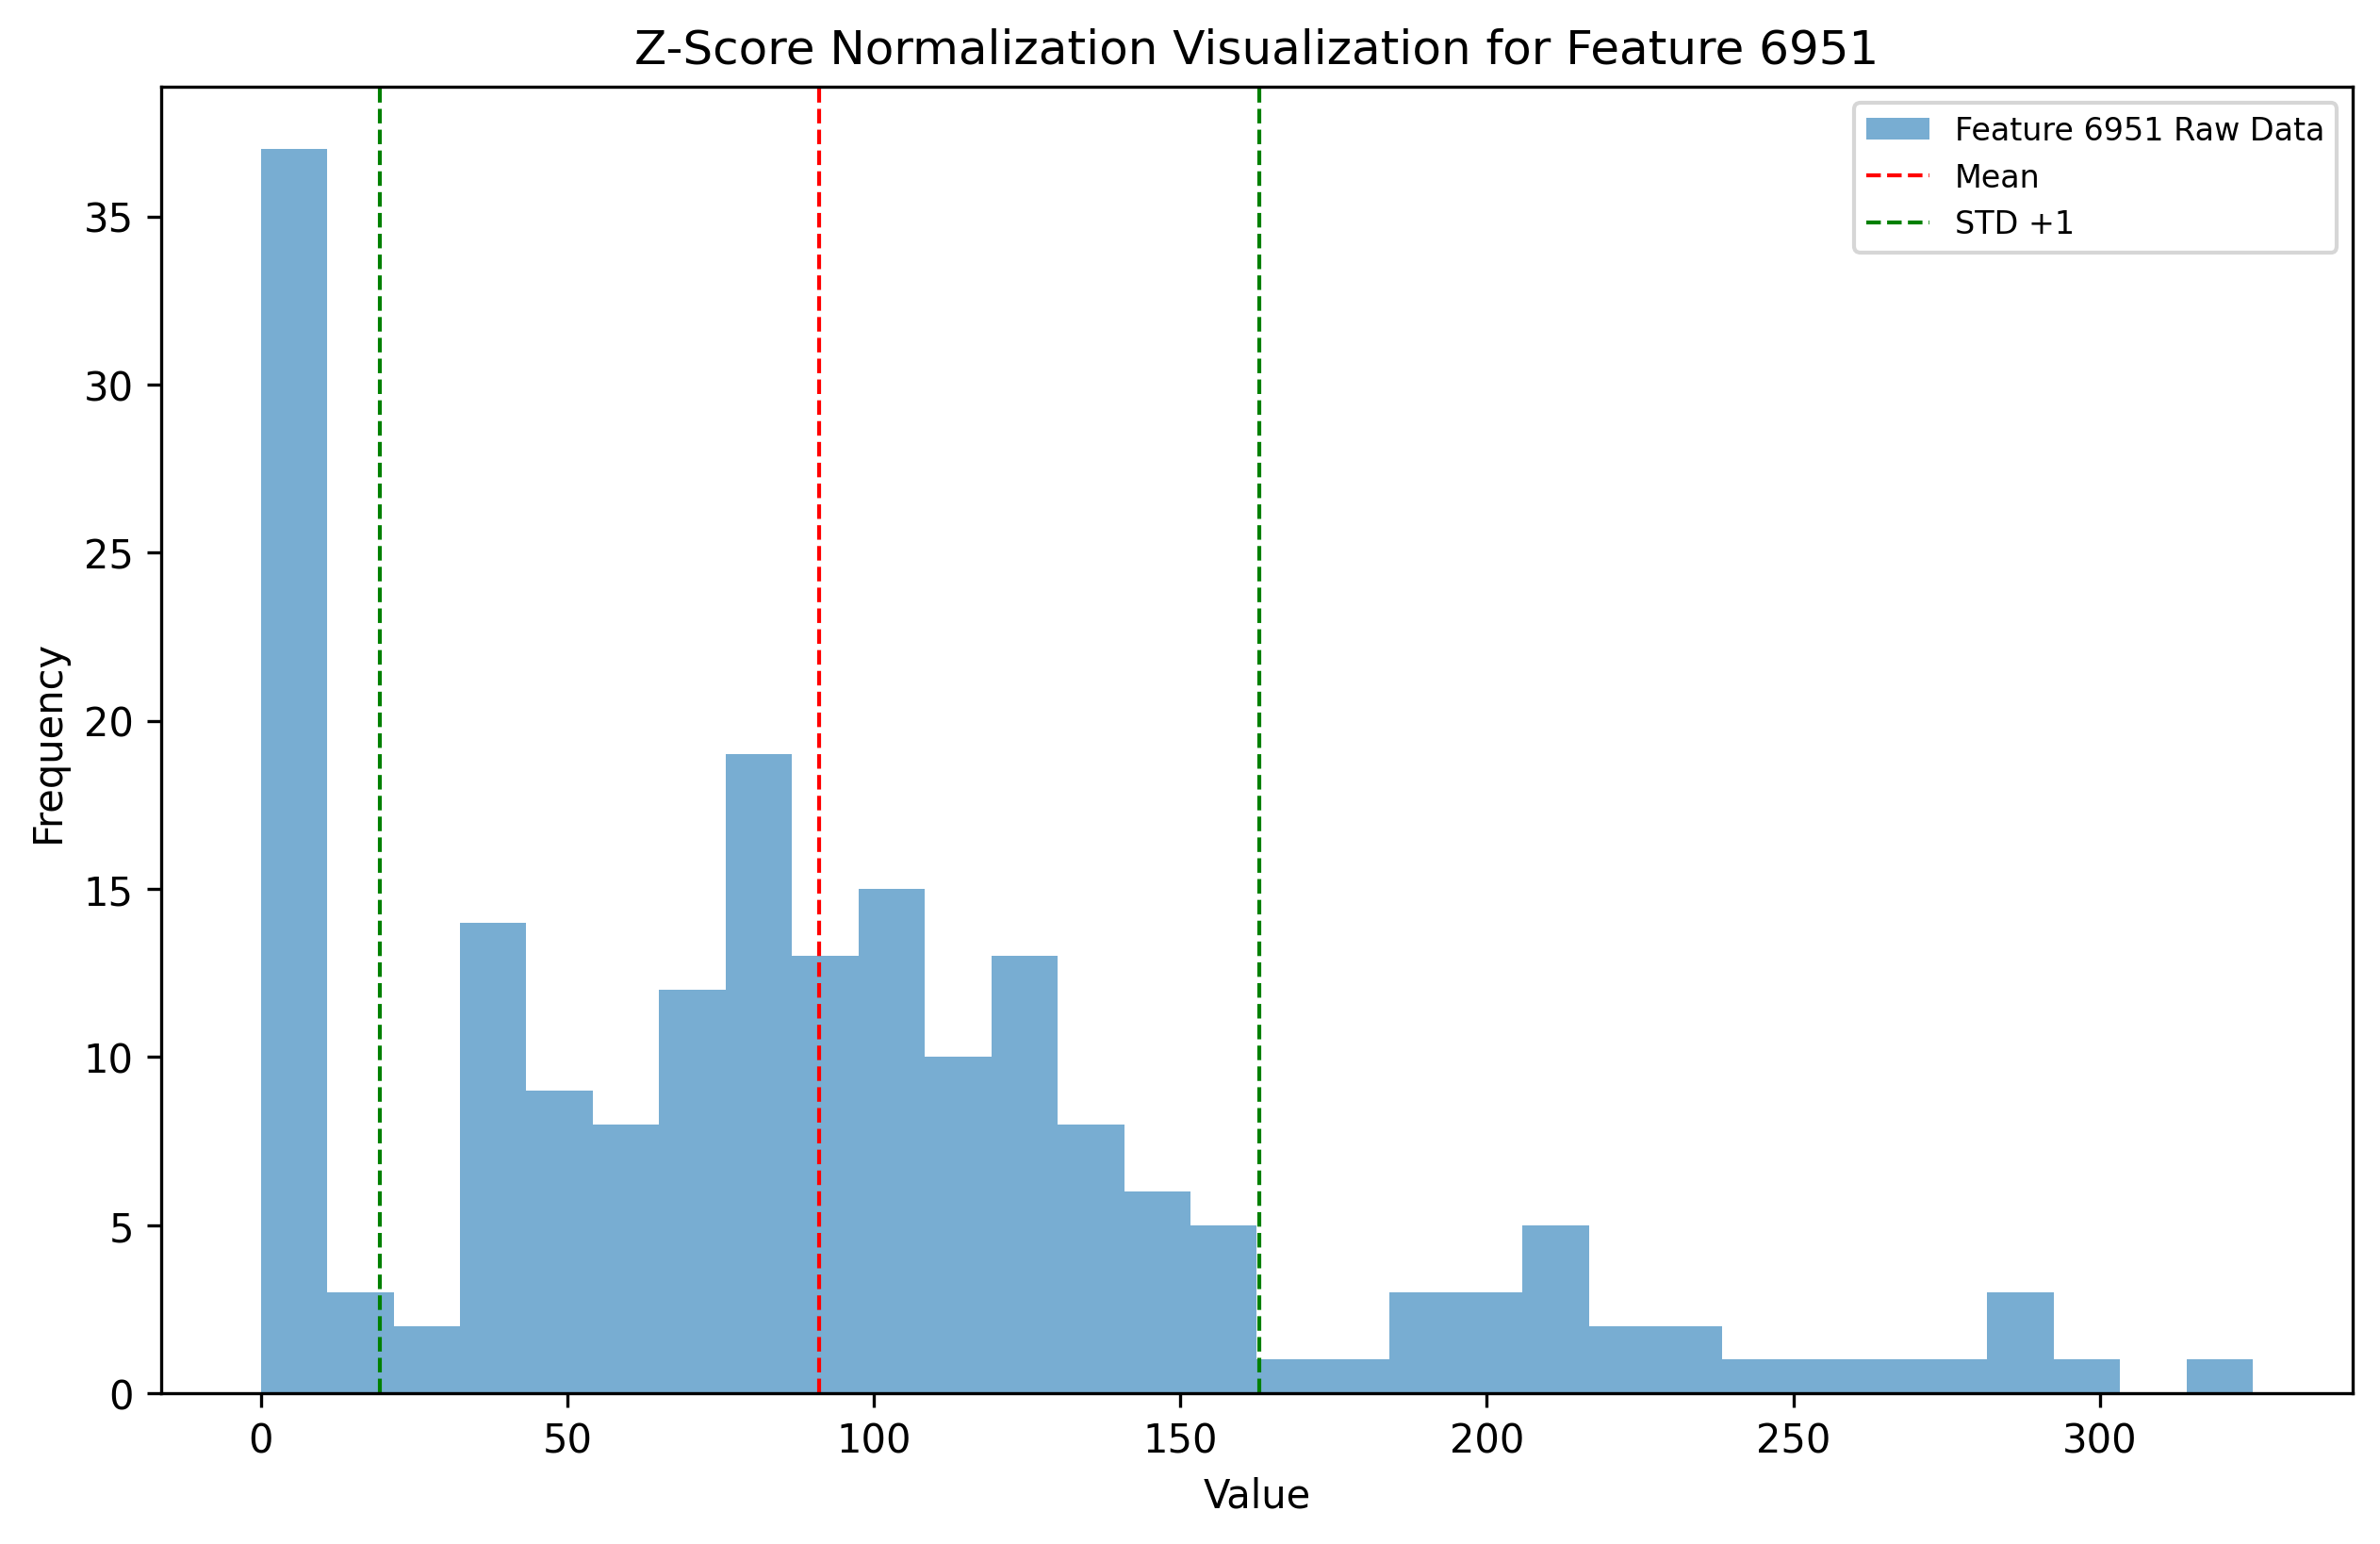 Z-Score Normalization Visualization for Feature 6951
Feature 6951 Raw Data
Mean
STD +1
Frequency
35
30
25
20
15
10
5
0
0 50 100 150 200 250 300
Value